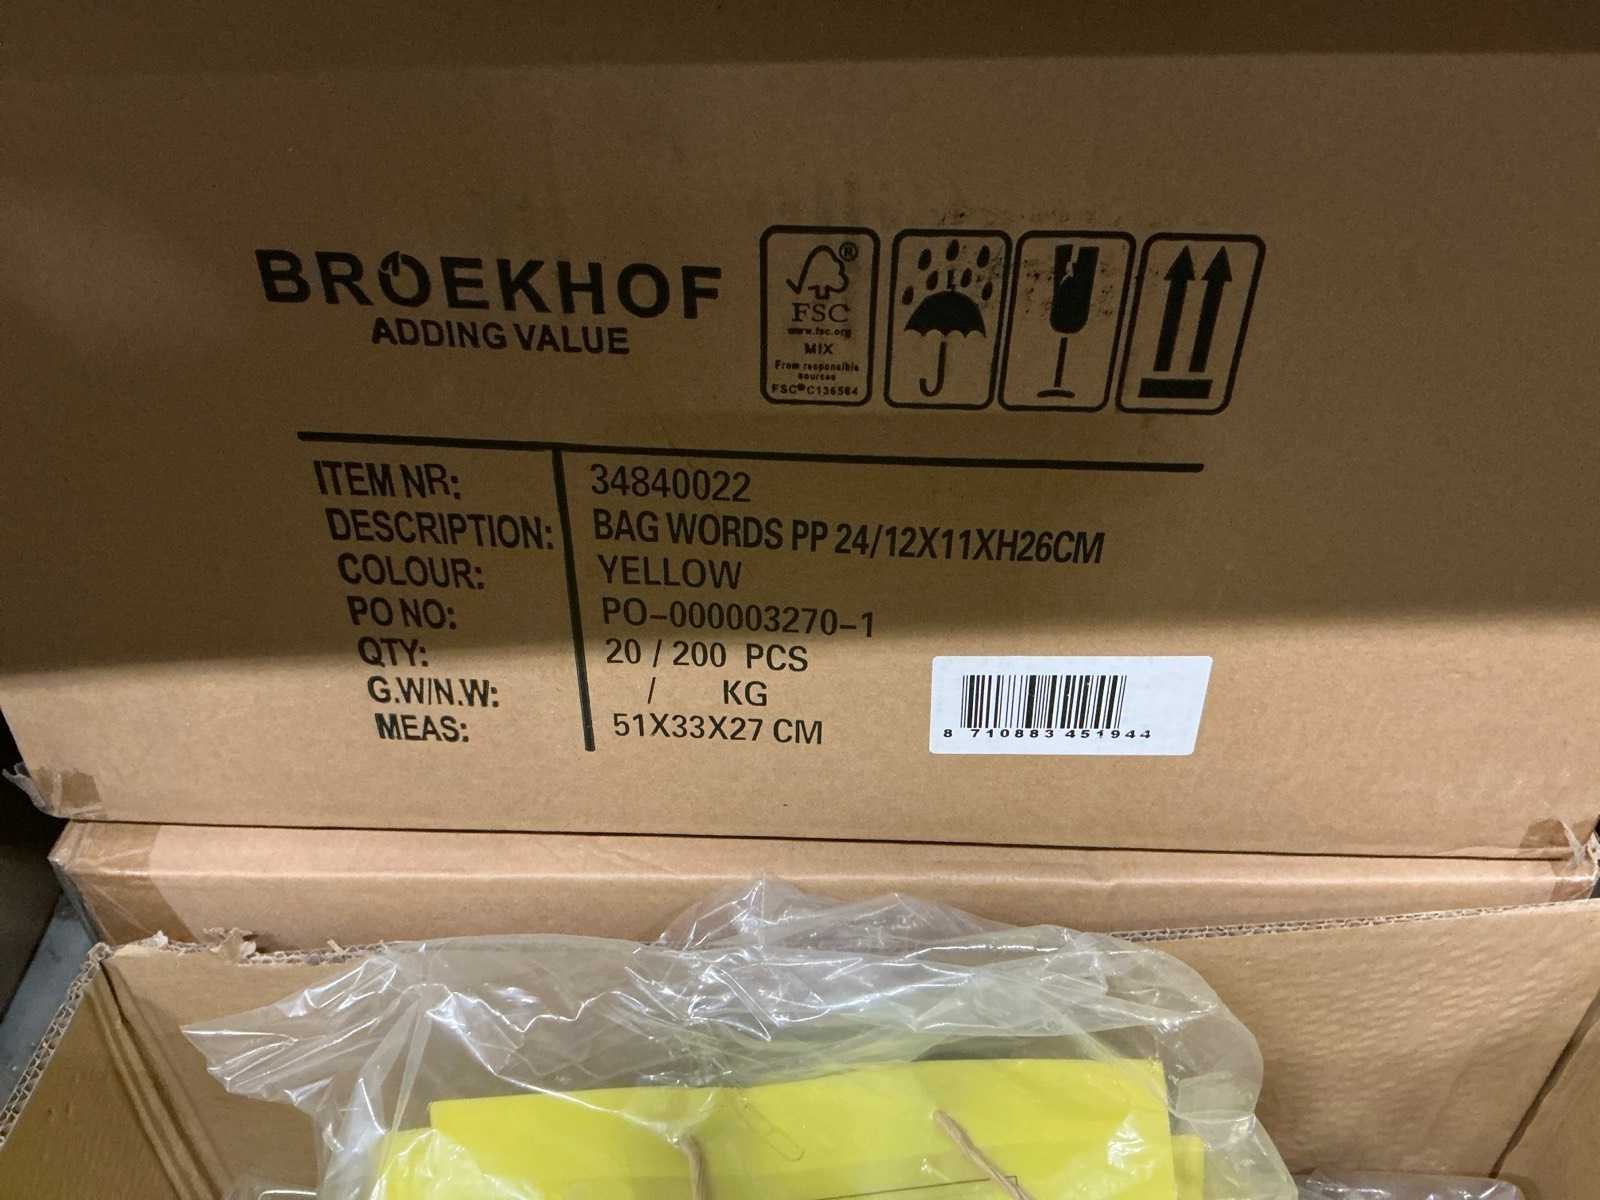 BROEKHOF
ADDING VALUE
®
FSC
www.fsc.org
MIX
From responsible
sources
FSC® C136564
ITEM NR: 34840022
DESCRIPTION: BAG WORDS PP 24/12X11XH26CM
COLOUR: YELLOW
PO NO: PO-000003270-1
QTY: 20 / 200 PCS
G.W/N.W: / KG
MEAS: 51X33X27 CM
8 710883 451944